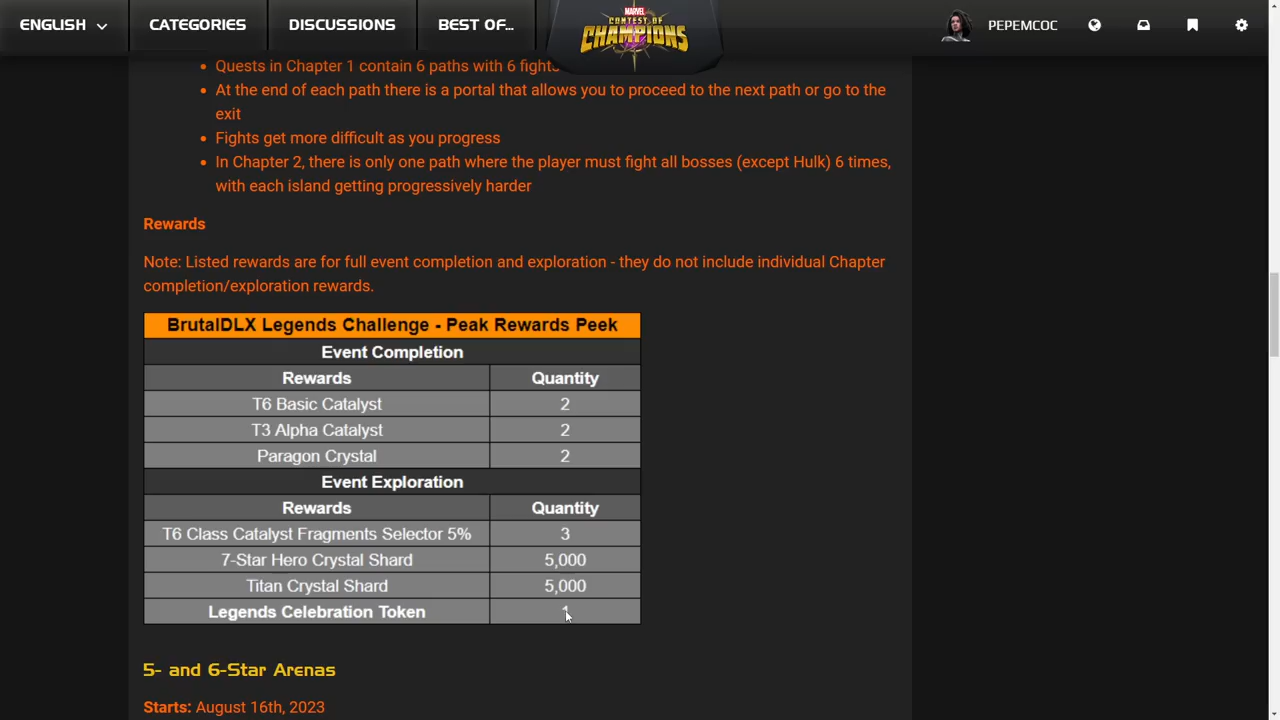 ENGLISH
CATEGORIES
DISCUSSIONS
BEST OF...
MARVEL
CONTEST OF
CHAMPIONS
PEPEMCOC
Quests in Chapter 1 contain 6 paths with 6 fights
At the end of each path there is a portal that allows you to proceed to the next path or go to the
exit
Fights get more difficult as you progress
In Chapter 2, there is only one path where the player must fight all bosses (except Hulk) 6 times,
with each island getting progressively harder
Rewards
Note: Listed rewards are for full event completion and exploration - they do not include individual Chapter
completion/exploration rewards.
BrutalDLX Legends Challenge - Peak Rewards Peek
Event Completion
Rewards Quantity
T6 Basic Catalyst 2
T3 Alpha Catalyst 2
Paragon Crystal 2
Event Exploration
Rewards Quantity
T6 Class Catalyst Fragments Selector 5% 3
7-Star Hero Crystal Shard 5,000
Titan Crystal Shard 5,000
Legends Celebration Token 1
5- and 6-Star Arenas
Starts: August 16th, 2023